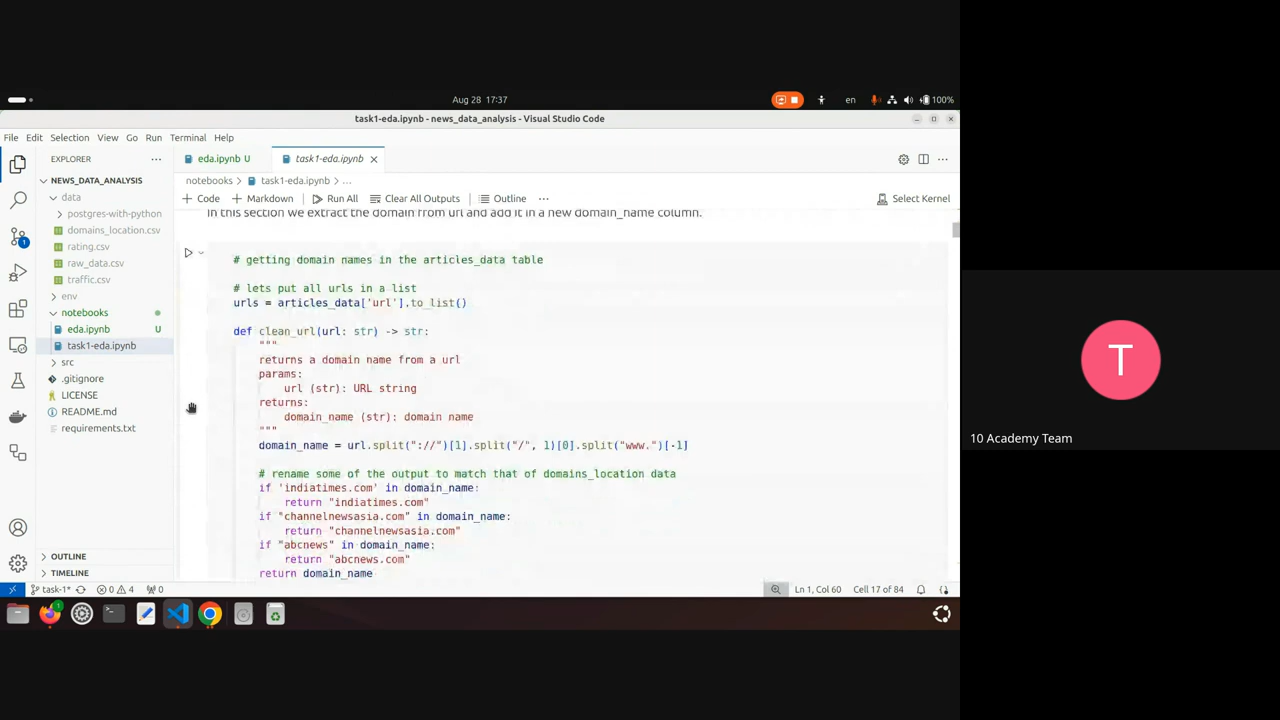 Aug 28 17:37
en
100%
task1-eda.ipynb - news_data_analysis - Visual Studio Code
File Edit Selection View Go Run Terminal Help
EXPLORER
eda.ipynb U
task1-eda.ipynb
NEWS_DATA_ANALYSIS
notebooks > task1-eda.ipynb > ...
data
Code Markdown Run All Clear All Outputs Outline ... Select Kernel
postgres-with-python
In this section we extract the domain from url and add it in a new domain_name column.
domains_location.csv
rating.csv
raw_data.csv
traffic.csv
env
notebooks
eda.ipynb U
task1-eda.ipynb
src
.gitignore
LICENSE
README.md
requirements.txt
OUTLINE
TIMELINE
1
# getting domain names in the articles_data table
# lets put all urls in a list
urls = articles_data['url'].to_list()
def clean_url(url: str) -> str:
"""
returns a domain name from a url
params:
url (str): URL string
returns:
domain_name (str): domain name
"""
domain_name = url.split("://")[1].split("/", 1)[0].split("www.")[-1]
# rename some of the output to match that of domains_location data
if 'indiatimes.com' in domain_name:
return "indiatimes.com"
if "channelnewsasia.com" in domain_name:
return "channelnewsasia.com"
if "abcnews" in domain_name:
return "abcnews.com"
return domain_name
task-1* 0 4 0 Ln 1, Col 60 Cell 17 of 84
1
T
10 Academy Team